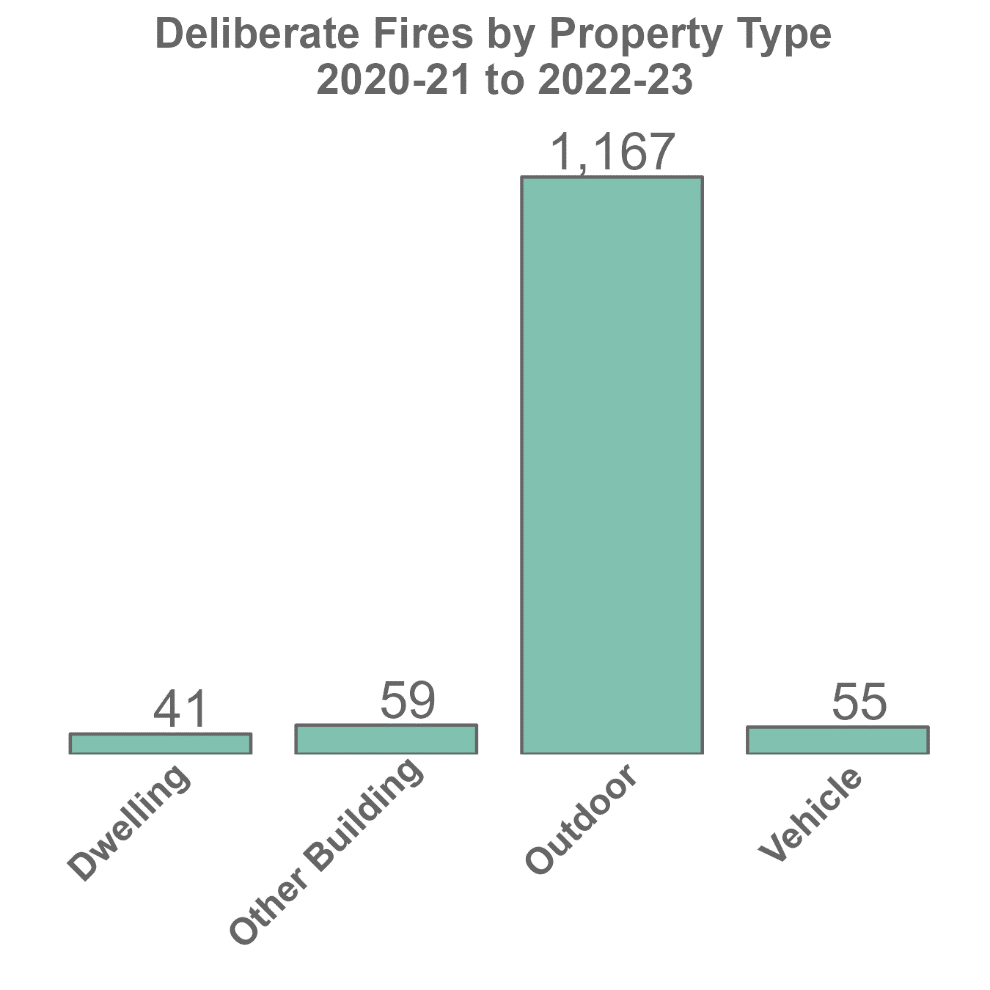 Deliberate Fires by Property Type
2020-21 to 2022-23
1,167
41
59
55
Dwelling
Other Building
Outdoor
Vehicle